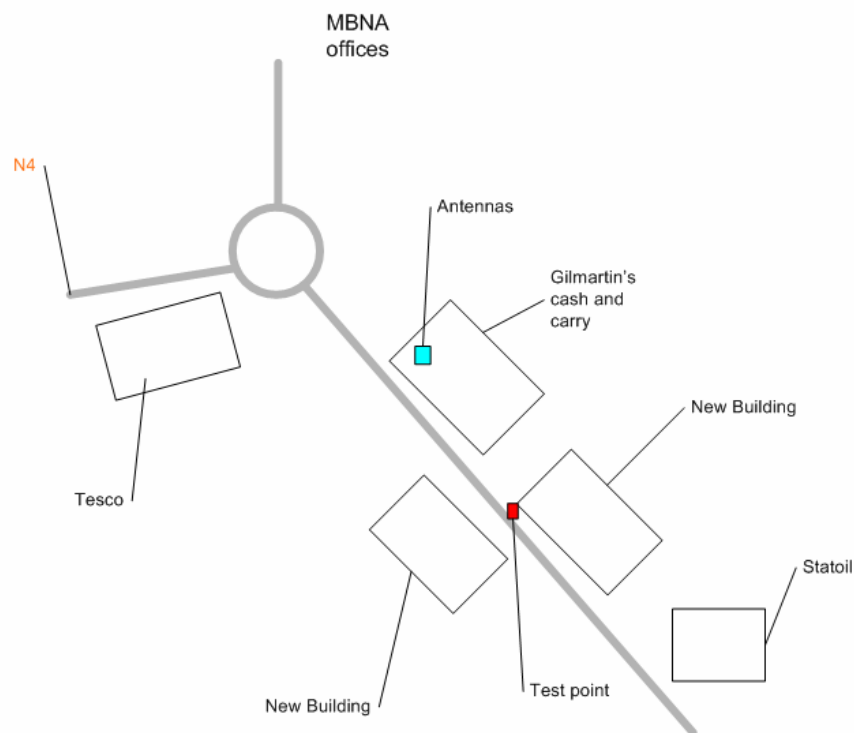 MBNA
offices
N4
Antennas
Gilmartin's
cash and
carry
New Building
Tesco
Statoil
Test point
New Building